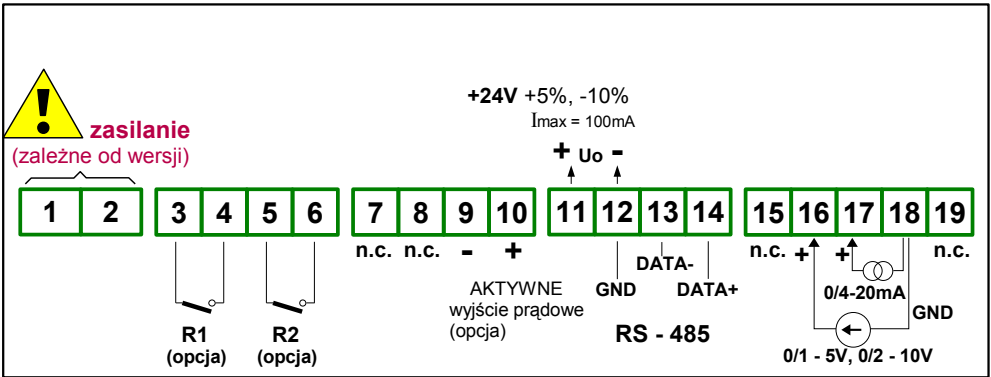 +24V +5%, -10%
Imax = 100mA
+ Uo -
!
zasilanie
(zależne od wersji)
1 2 3 4 5 6 7 8 9 10 11 12 13 14 15 16 17 18 19
n.c. n.c. - +
n.c. + + n.c.
AKTYWNE
wyjście prądowe
(opcja)
DATA-
GND DATA+
RS - 485
R1
(opcja)
R2
(opcja)
0/4-20mA
GND
0/1 - 5V, 0/2 - 10V